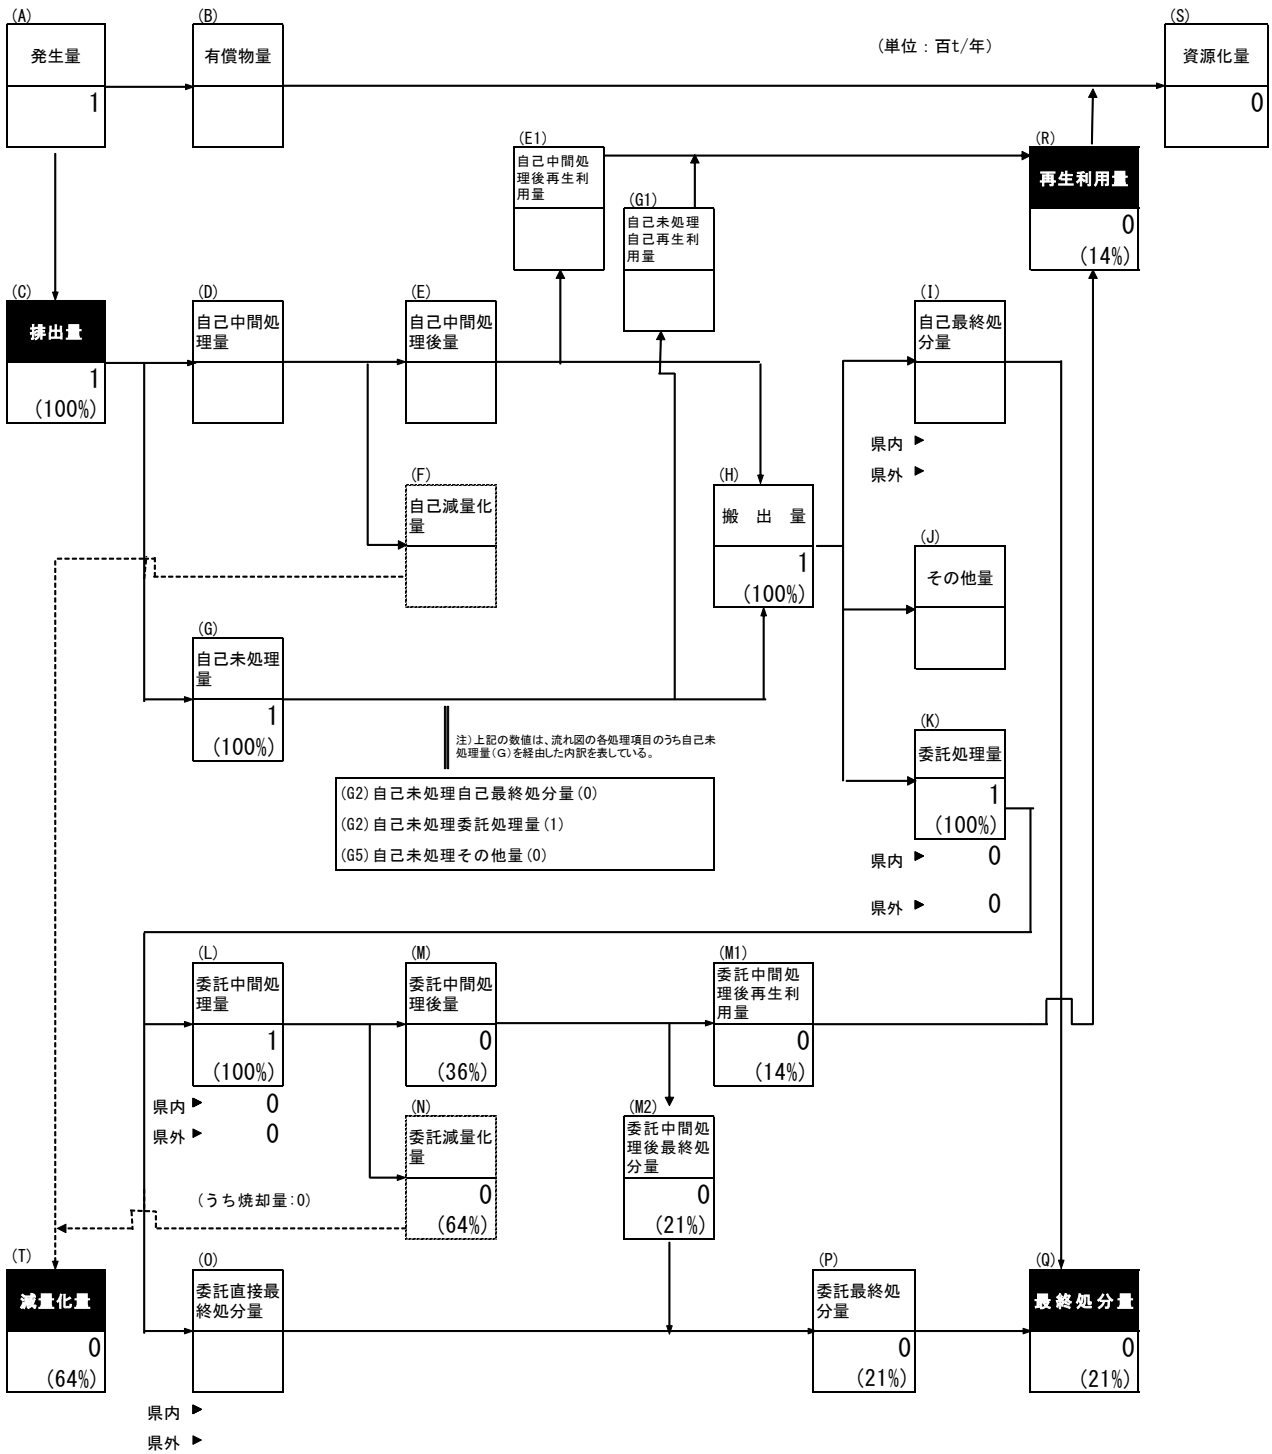 (A)
発生量
1
(B)
有償物量
(単位：百t/年)
(S)
資源化量
0
(E1)
自己中間処
理後再生利
用量
(G1)
自己未処理
自己再生利
用量
(R)
再生利用量
0
(14%)
(C)
排出量
1
(100%)
(D)
自己中間処
理量
(E)
自己中間処
理後量
(I)
自己最終処
分量
県内
県外
(F)
自己減量化
量
(H)
搬　出　量
1
(100%)
(J)
その他量
(G)
自己未処理
量
1
(100%)
注)上記の数値は、流れ図の各処理項目のうち自己未
処理量(G)を経由した内訳を表している。
(G2)自己未処理自己最終処分量(0)
(G2)自己未処理委託処理量(1)
(G5)自己未処理その他量(0)
(K)
委託処理量
1
(100%)
県内 0
県外 0
(L)
委託中間処
理量
1
(100%)
県内 0
県外 0
(M)
委託中間処
理後量
0
(36%)
(M1)
委託中間処
理後再生利
用量
0
(14%)
(N)
委託減量化
量
0
(64%)
(M2)
委託中間処
理後最終処
分量
0
(21%)
(うち焼却量:0)
(T)
減量化量
0
(64%)
(O)
委託直接最
終処分量
県内
県外
(P)
委託最終処
分量
0
(21%)
(Q)
最終処分量
0
(21%)